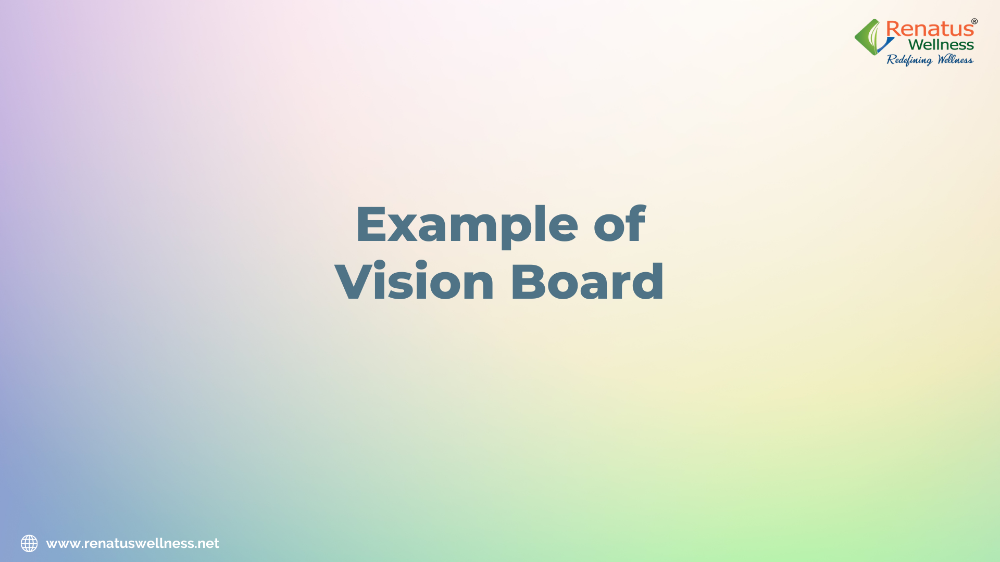 Renatus®
Wellness
Redefining Wellness
Example of
Vision Board
www.renatuswellness.net